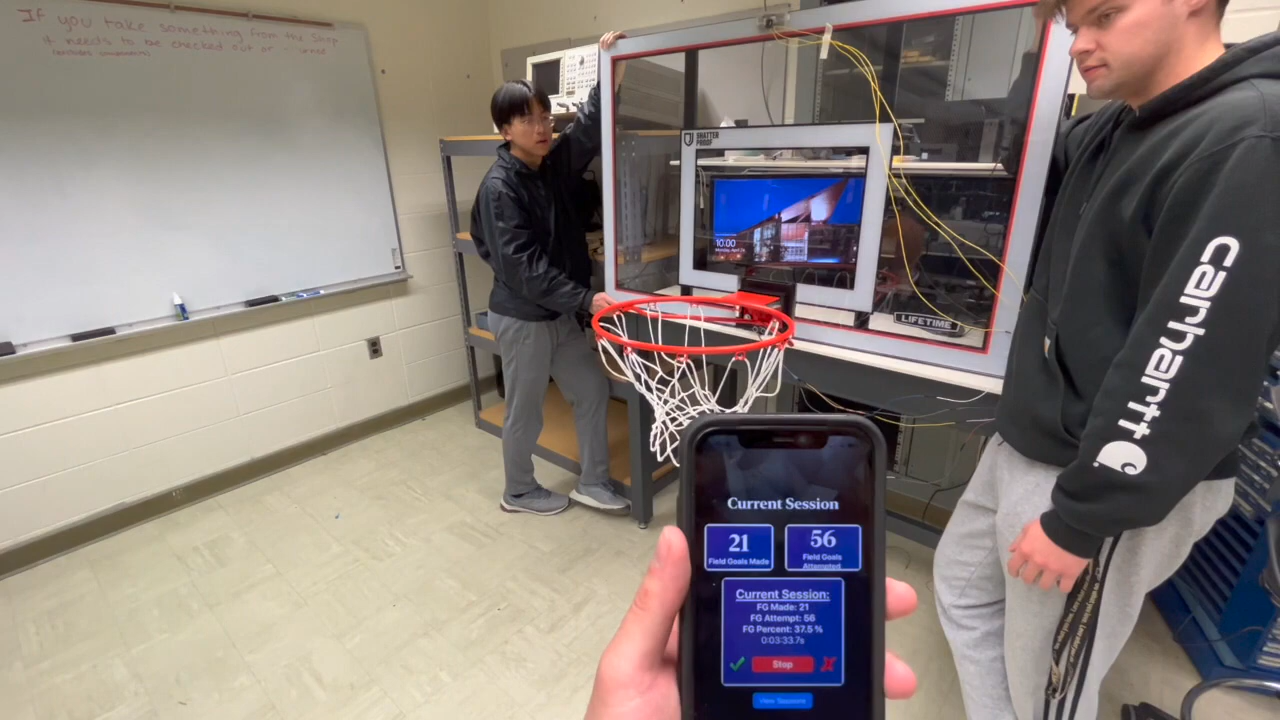 If you take something from the shop
it needs to be checked out or
SHATTER
PROOF
10:00
Monday, April
LIFETIME
carhartt
Current Session
21
Field Goals Made
56
Field Goals
Attempted
Current Session:
FG Made: 21
FG Attempt: 56
FG Percent: 37.5 %
0:03:33.7s
Stop
View Sessions